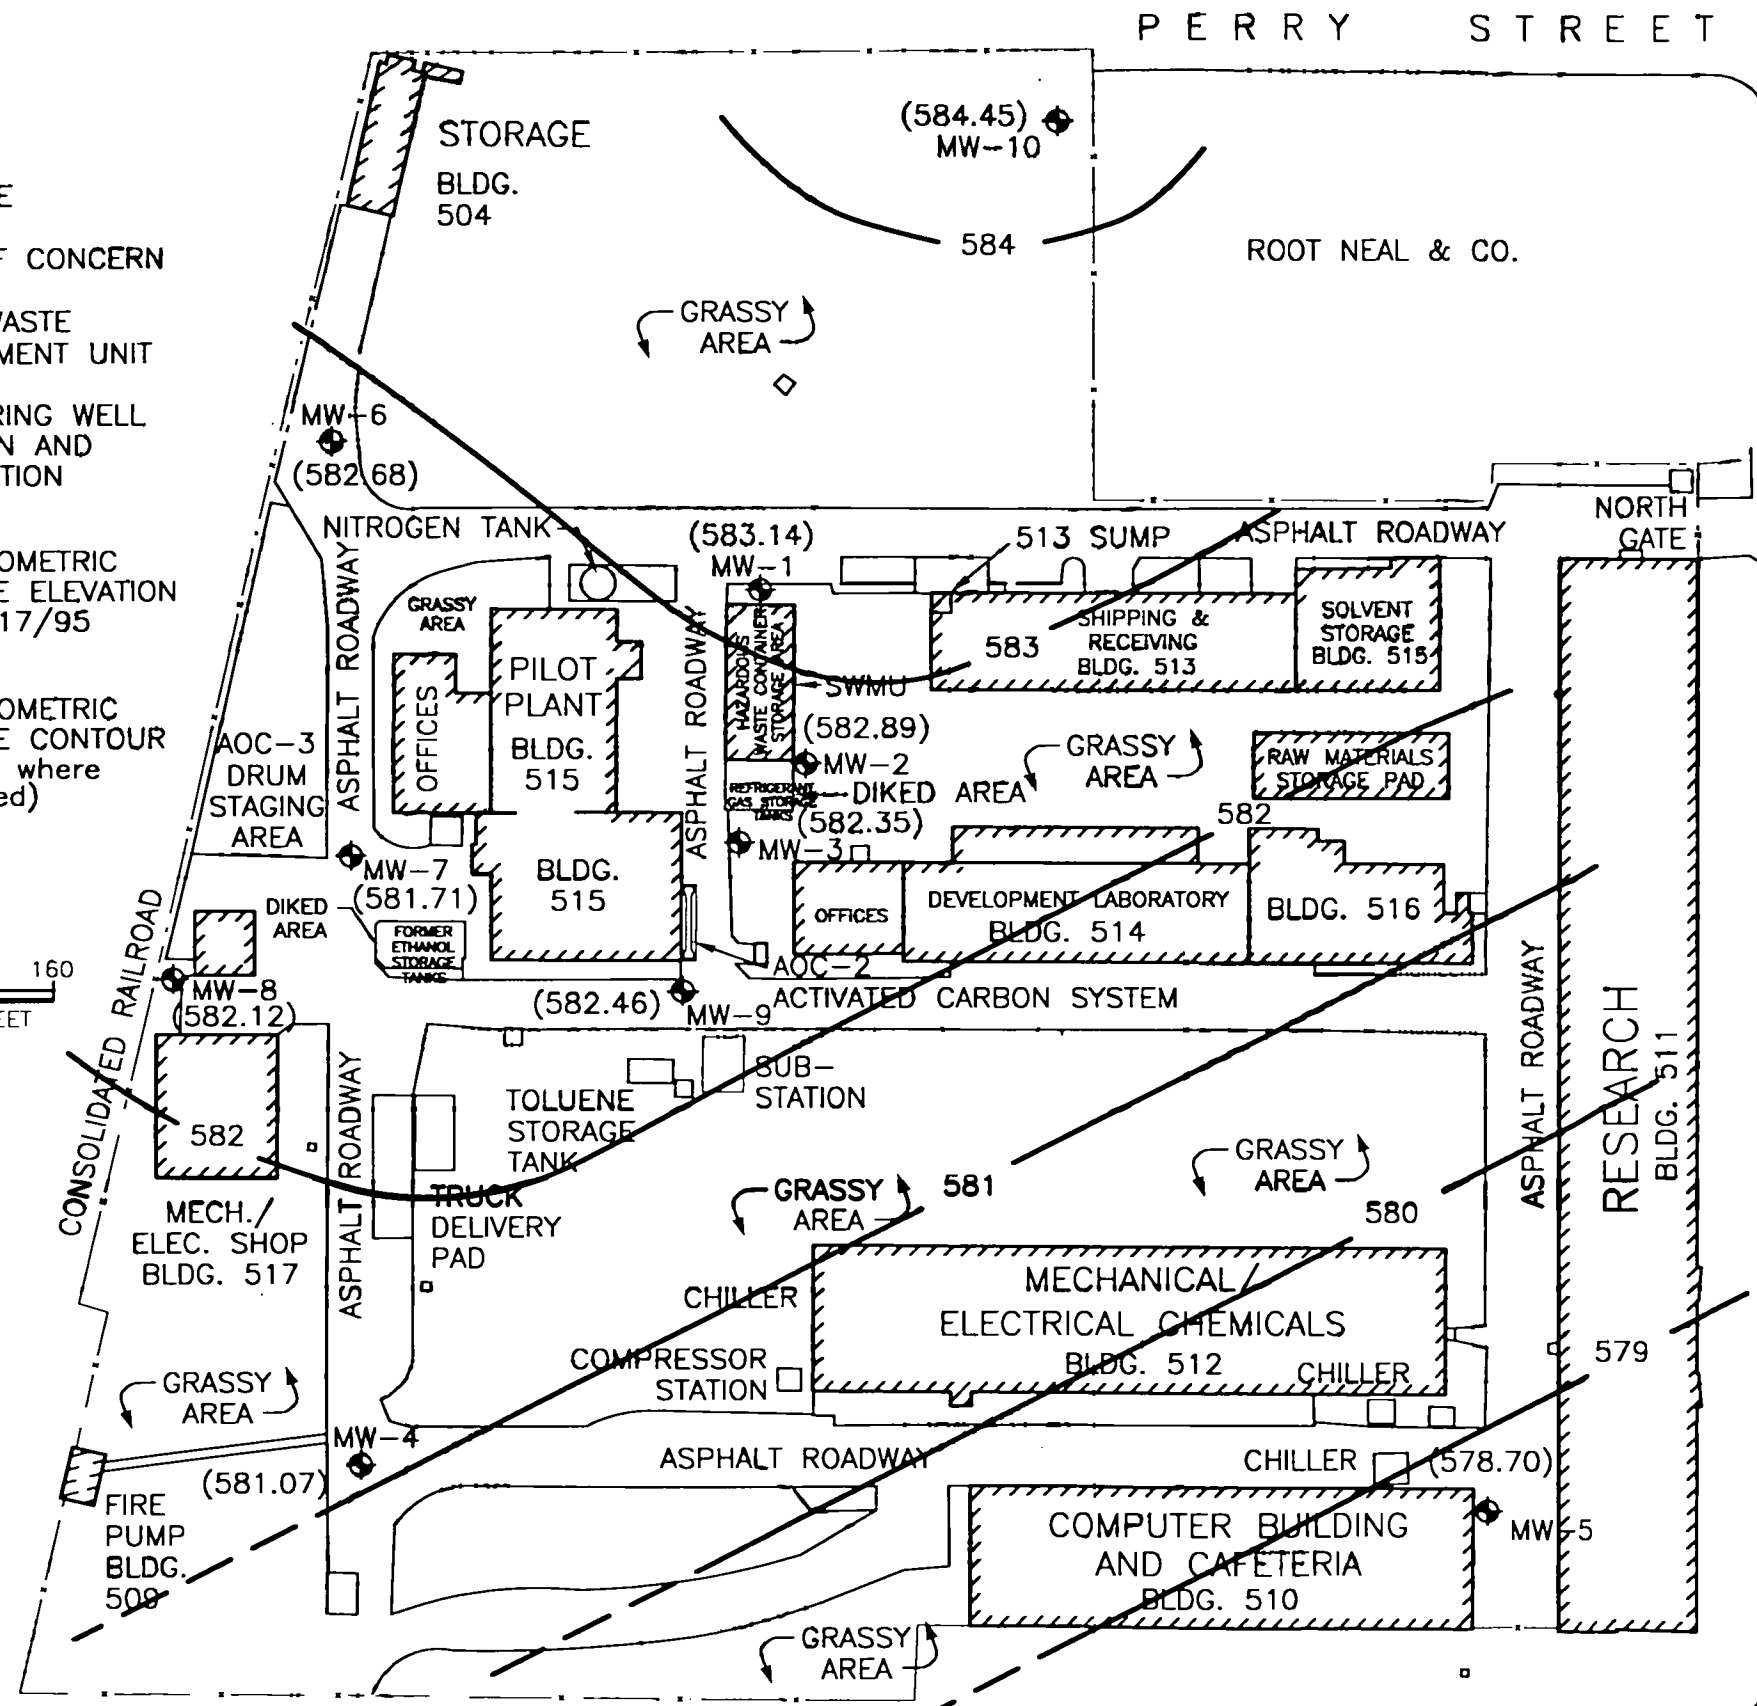 PERRY STREET
(584.45)
MW-10
STORAGE
BLDG.
504
584
ROOT NEAL & CO.
E
F CONCERN
WASTE
MENT UNIT
RING WELL
N AND
TION
OMETRIC
E ELEVATION
17/95
OMETRIC
E CONTOUR
where
ed)
160
EET
GRASSY
AREA
MW-6
(582.68)
NITROGEN TANK
(583.14)
MW-1
513 SUMP
ASPHALT ROADWAY
NORTH
GATE
ASPHALT ROADWAY
GRASSY
AREA
OFFICES
PILOT
PLANT
BLDG.
515
ASPHALT ROADWAY
HAZARDOUS
WASTE CONTAINER
STORAGE AREA
583
SHIPPING &
RECEIVING
BLDG. 513
SOLVENT
STORAGE
BLDG. 515
SWMU
(582.89)
MW-2
GRASSY
AREA
RAW MATERIALS
STORAGE PAD
AOC-3
DRUM
STAGING
AREA
REFRIGERANT
GAS STORAGE
TANKS
DIKED AREA
(582.35)
MW-3
582
MW-7
(581.71)
BLDG.
515
OFFICES
DEVELOPMENT LABORATORY
BLDG. 514
BLDG. 516
DIKED
AREA
FORMER
ETHANOL
STORAGE
TANKS
AOC-2
ACTIVATED CARBON SYSTEM
MW-8
(582.12)
(582.46)
MW-9
CONSOLIDATED RAILROAD
ASPHALT ROADWAY
RESEARCH
BLDG. 511
582
ASPHALT ROADWAY
TOLUENE
STORAGE
TANK
SUB-
STATION
TRUCK
DELIVERY
PAD
MECH./
ELEC. SHOP
BLDG. 517
GRASSY
AREA
581
GRASSY
AREA
580
CHILLER
MECHANICAL/
ELECTRICAL CHEMICALS
BLDG. 512
CHILLER
COMPRESSOR
STATION
579
GRASSY
AREA
MW-4
(581.07)
ASPHALT ROADWAY
CHILLER
(578.70)
MW-5
FIRE
PUMP
BLDG.
509
COMPUTER BUILDING
AND CAFETERIA
BLDG. 510
GRASSY
AREA